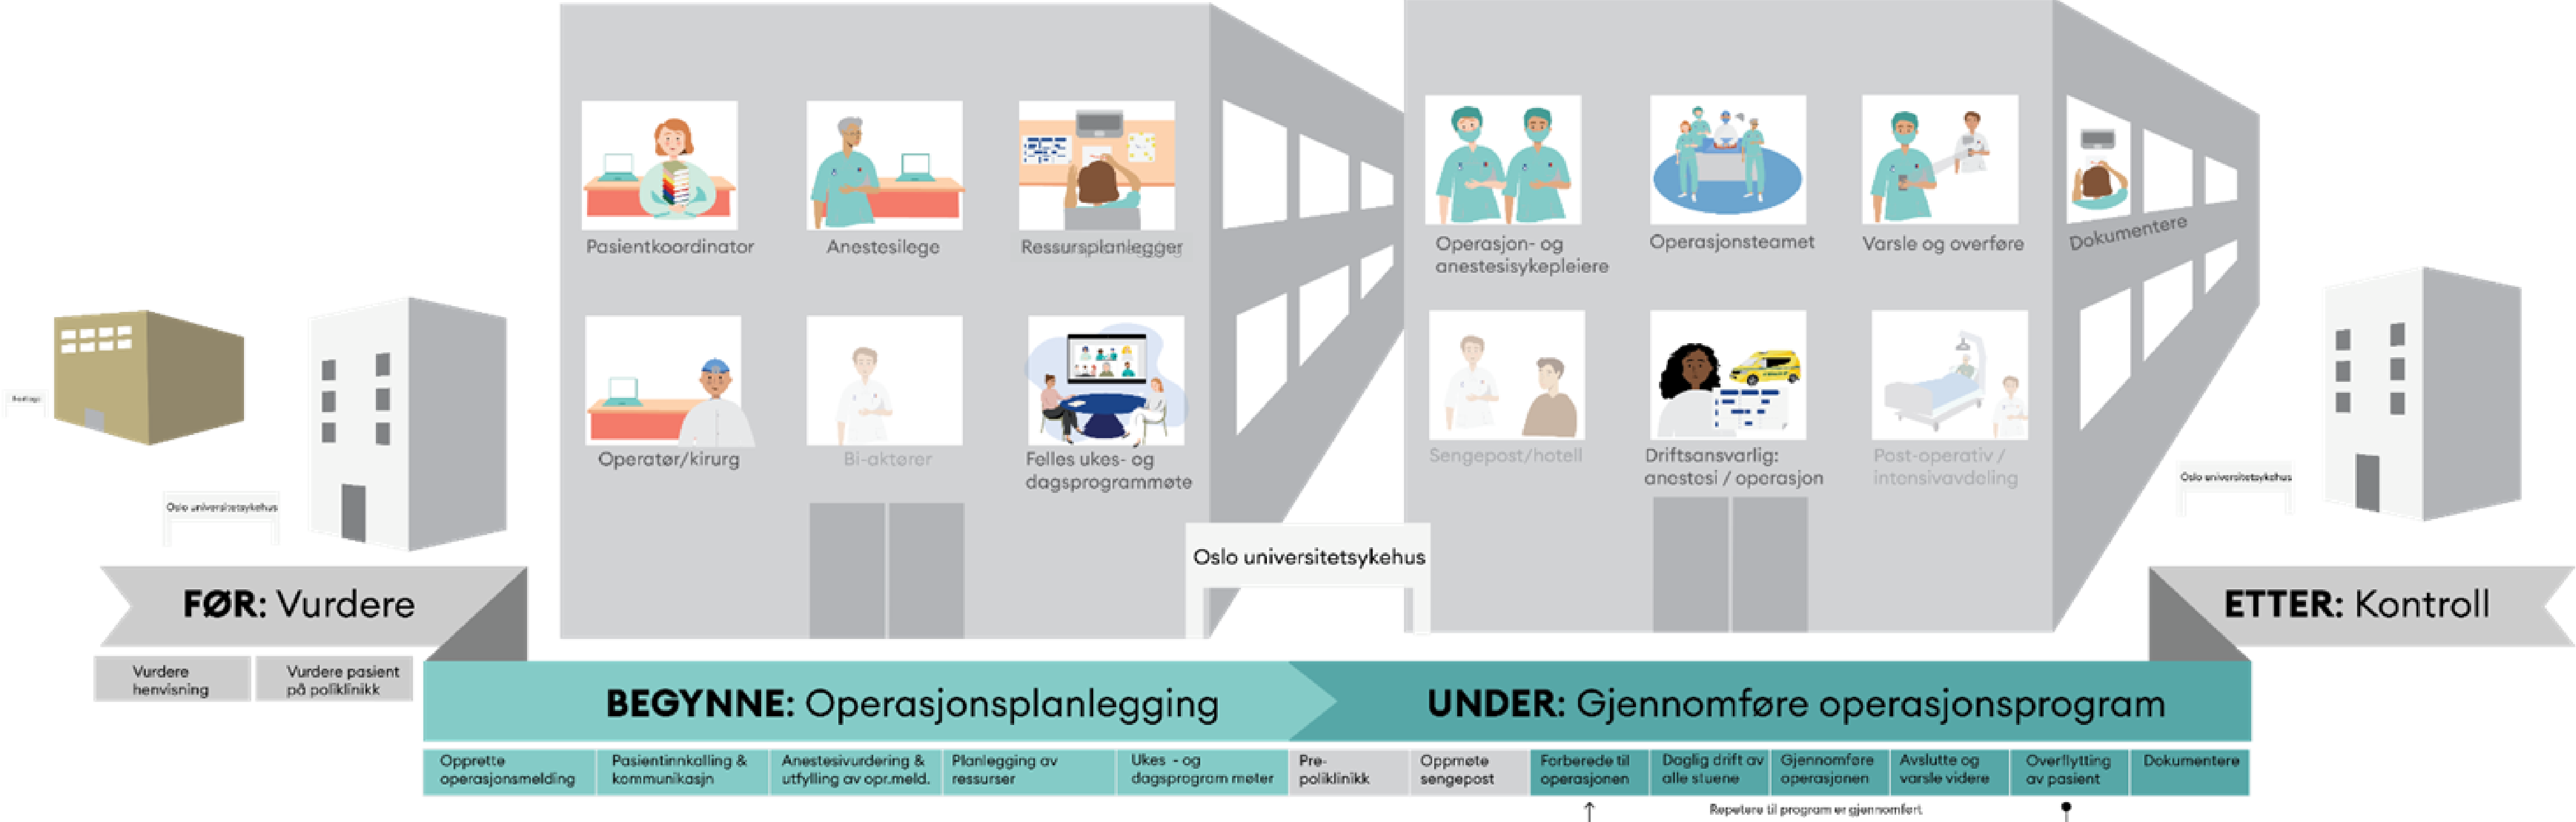 Pasientkoordinator
Anestesilege
Ressursplanlegger
Operatør/kirurg
Bi-aktører
Felles ukes- og
dagsprogrammøte
Operasjon- og
anestesisykepleiere
Operasjonsteamet
Varsle og overføre
Dokumentere
Sengepost/hotell
Driftsansvarlig:
anestesi / operasjon
Post-operativ /
intensivavdeling
Oslo universitetsykehus
Oslo universitetsykehus
Oslo universitetsykehus
FØR: Vurdere
ETTER: Kontroll
Vurdere
henvisning
Vurdere pasient
på poliklinikk
BEGYNNE: Operasjonsplanlegging
UNDER: Gjennomføre operasjonsprogram
Opprette
operasjonsmelding
Pasientinnkalling &
kommunikasjn
Anestesivurdering &
utfylling av opr.meld.
Planlegging av
ressurser
Ukes - og
dagsprogram møter
Pre-
poliklinikk
Oppmøte
sengepost
Forberede til
operasjonen
Daglig drift av
alle stuene
Gjennomføre
operasjonen
Avslutte og
varsle videre
Overflytting
av pasient
Dokumentere
Repetere til program er gjennomført